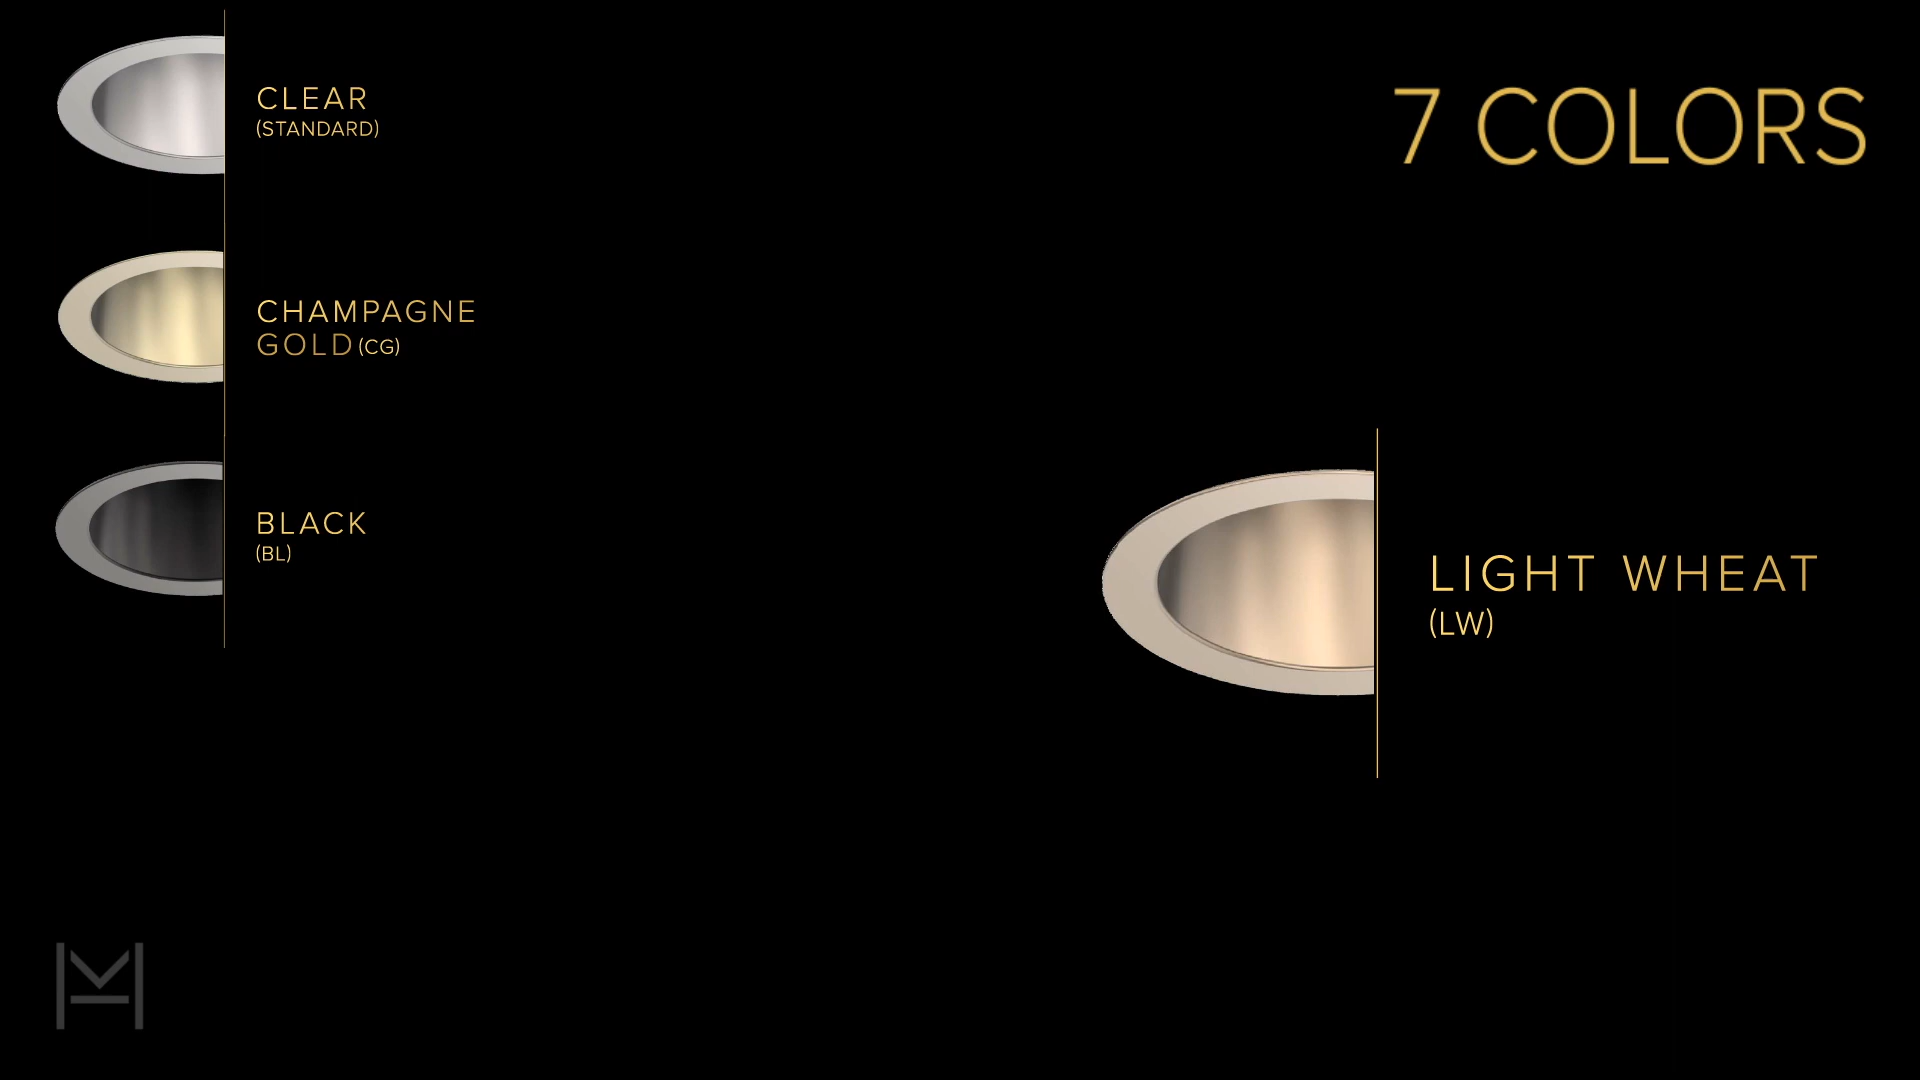 CLEAR
(STANDARD)
CHAMPAGNE
GOLD (CG)
BLACK
(BL)
7 COLORS
LIGHT WHEAT
(LW)